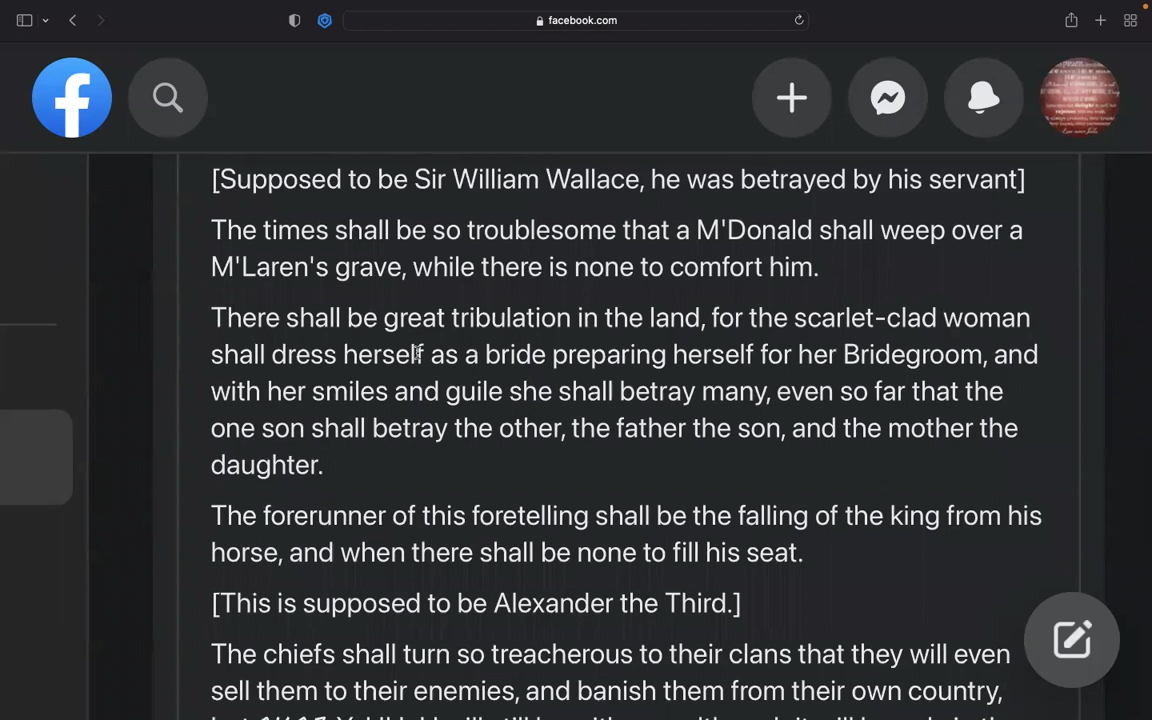 facebook.com
[Supposed to be Sir William Wallace, he was betrayed by his servant]
The times shall be so troublesome that a M'Donald shall weep over a
M'Laren's grave, while there is none to comfort him.
There shall be great tribulation in the land, for the scarlet-clad woman
shall dress herself as a bride preparing herself for her Bridegroom, and
with her smiles and guile she shall betray many, even so far that the
one son shall betray the other, the father the son, and the mother the
daughter.
The forerunner of this foretelling shall be the falling of the king from his
horse, and when there shall be none to fill his seat.
[This is supposed to be Alexander the Third.]
The chiefs shall turn so treacherous to their clans that they will even
sell them to their enemies, and banish them from their own country,